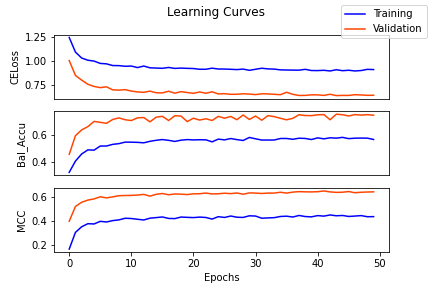 Learning Curves
Training
Validation
1.25
1.00
0.75
CELoss
0.6
0.4
Bal_Accu
0.6
0.4
0.2
MCC
0
10
20
30
40
50
Epochs